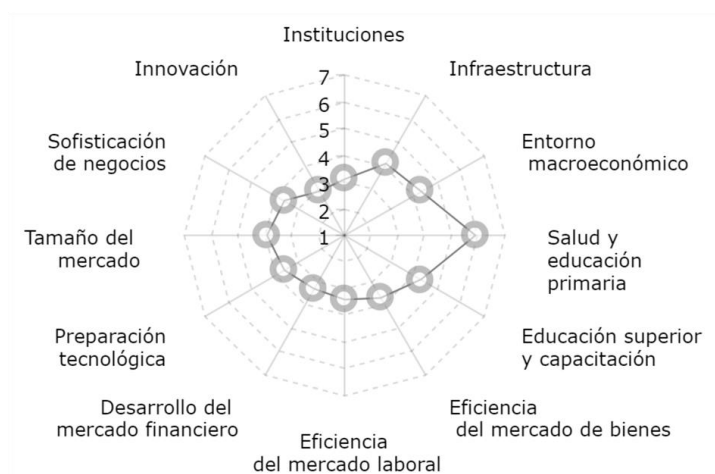 Instituciones
Innovación
Infraestructura
7
6
5
4
3
2
1
Sofisticación
de negocios
Entorno
macroeconómico
Tamaño del
mercado
Salud y
educación
primaria
Preparación
tecnológica
Educación superior
y capacitación
Desarrollo del
mercado financiero
Eficiencia
del mercado de bienes
Eficiencia
del mercado laboral